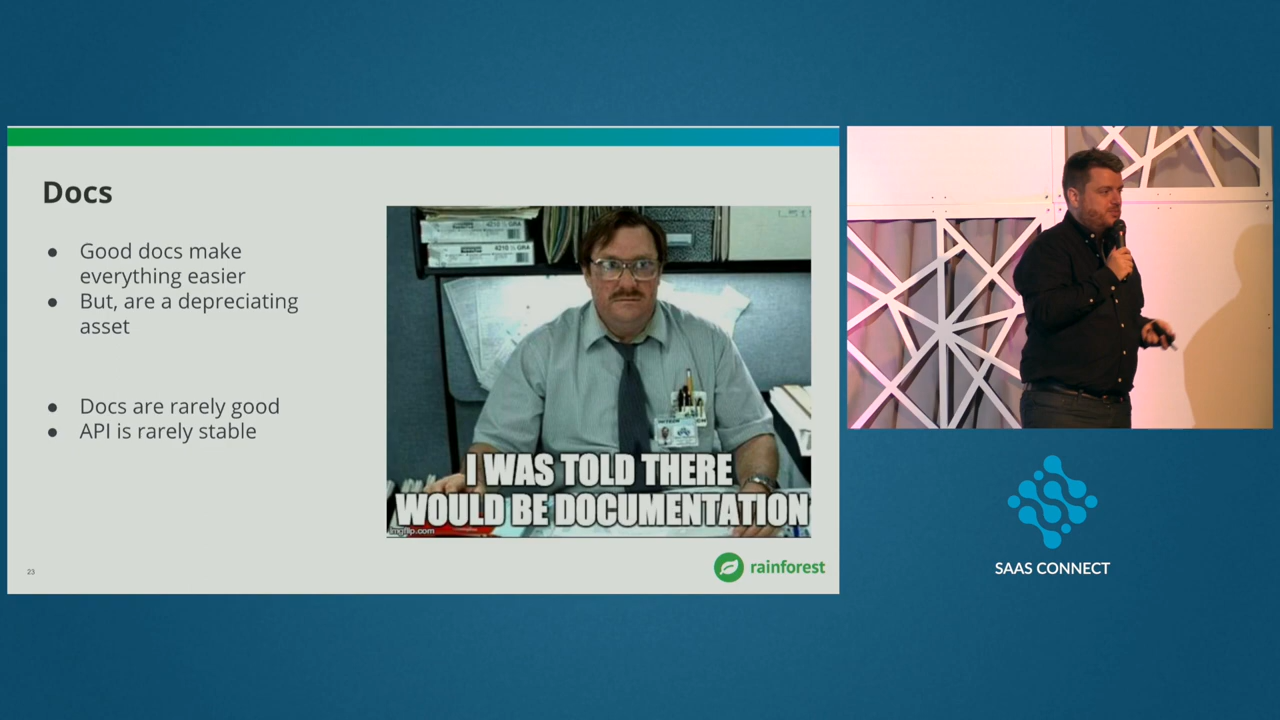 Docs
● Good docs make
everything easier
● But, are a depreciating
asset
● Docs are rarely good
● API is rarely stable
I WAS TOLD THERE
WOULD BE DOCUMENTATION
imgflip.com
23
rainforest
SAAS CONNECT